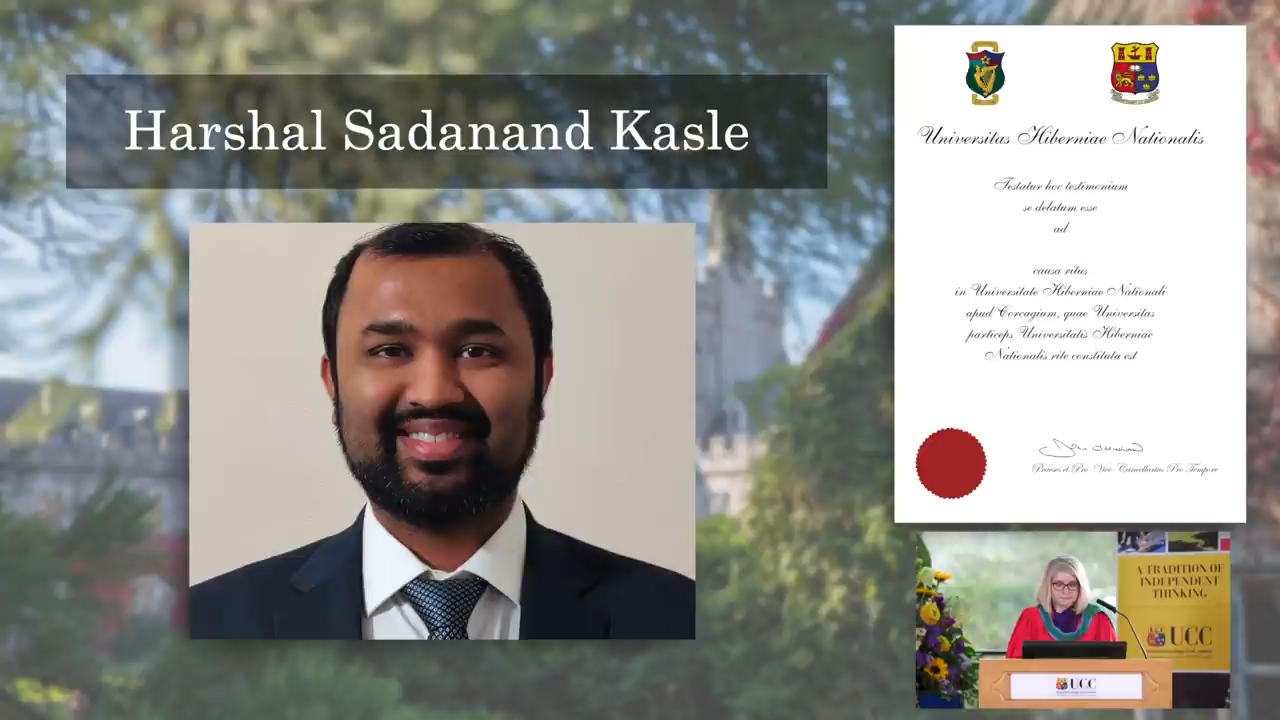 Harshal Sadanand Kasle
Universitas Hiberniae Nationalis
Testatur hoc testimonium
se delatum esse
ad
causa ritus
in Universitate Hiberniae Nationali
apud Corcagium, quae Universitas
particeps Universitatis Hiberniae
Nationalis rite constituta est
Praeses et Pro-Vice-Cancellarius Pro Tempore
A TRADITION OF
INDEPENDENT
THINKING
UCC
UCC